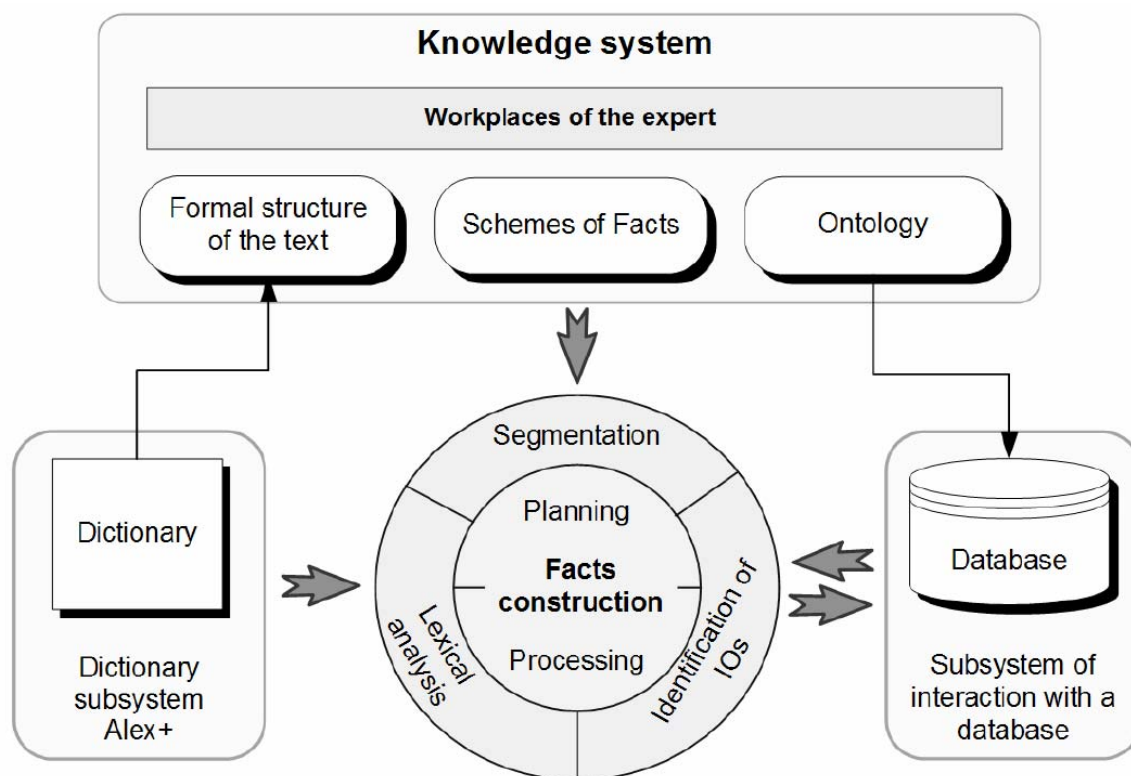 Knowledge system
Workplaces of the expert
Formal structure
of the text
Schemes of Facts
Ontology
Segmentation
Planning
Facts
construction
Processing
Lexical
analysis
Identification of
IOs
Dictionary
Dictionary
subsystem
Alex+
Database
Subsystem of
interaction with a
database